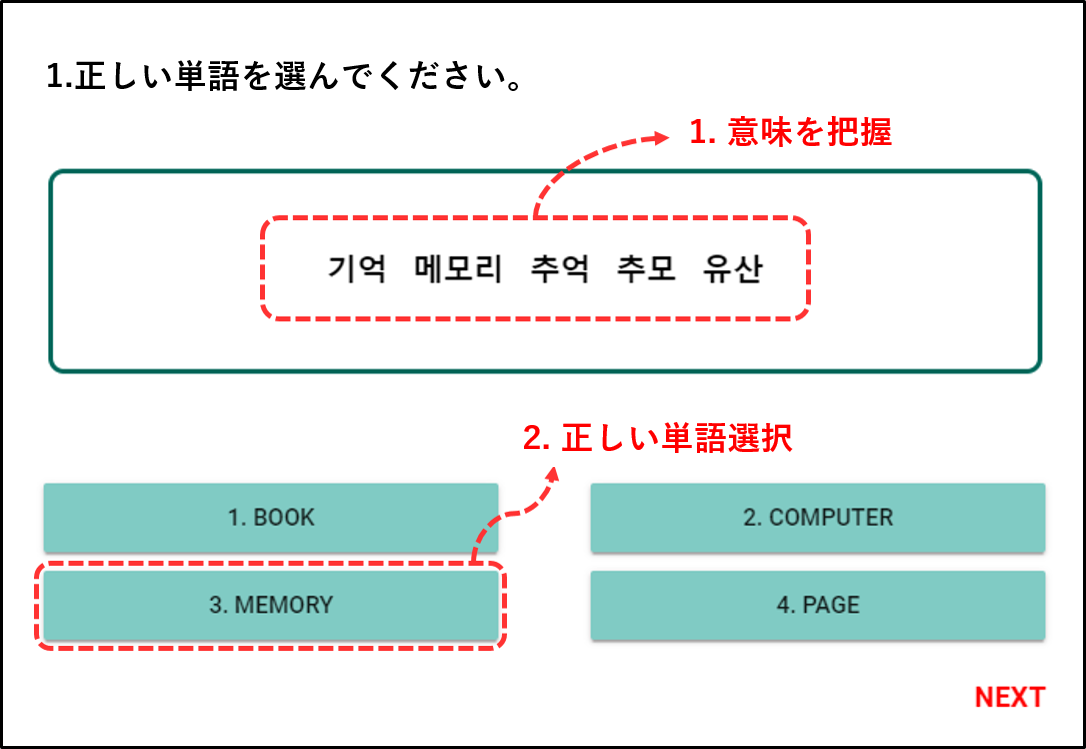 1.正しい単語を選んでください。
1. 意味を把握
기억 메모리 추억 추모 유산
2. 正しい単語選択
1. BOOK
2. COMPUTER
3. MEMORY
4. PAGE
NEXT